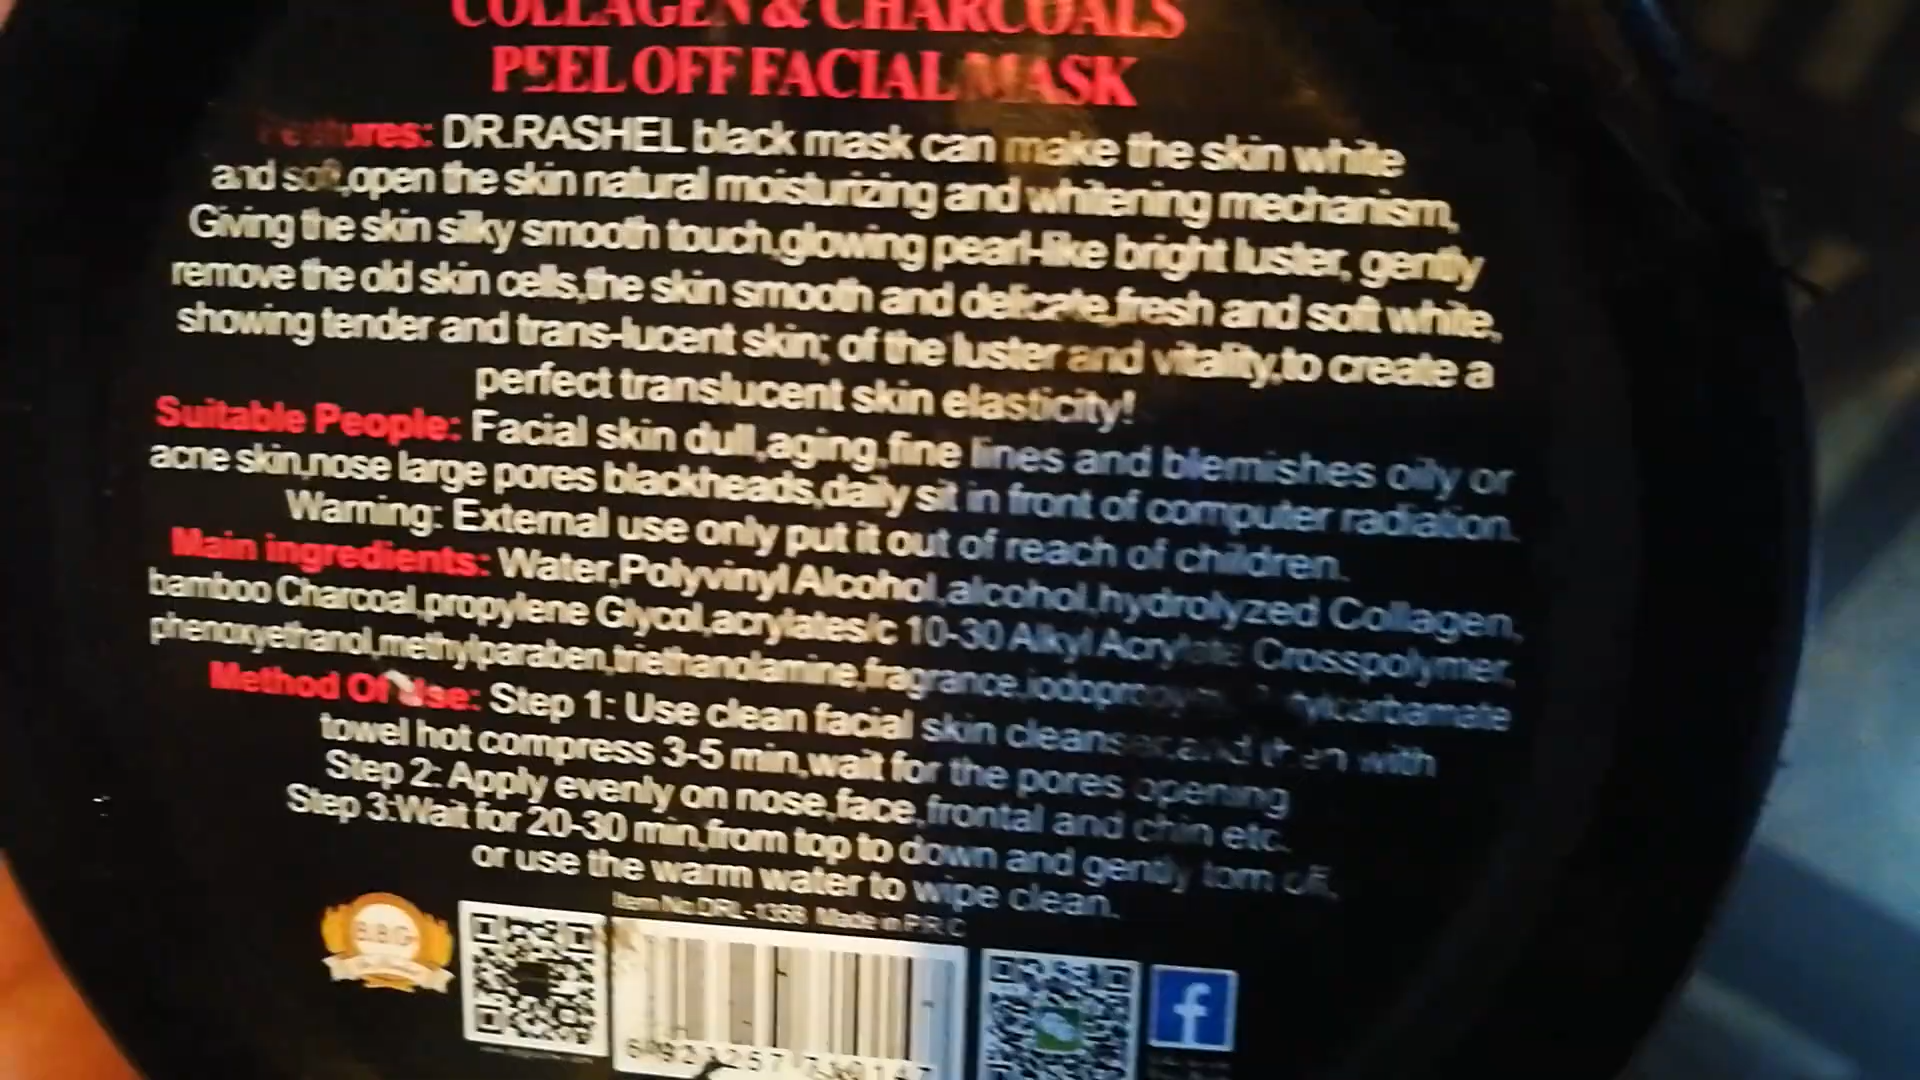 COLLAGEN & CHARCOALS
PEEL OFF FACIAL MASK
Features: DR.RASHEL black mask can make the skin white
and soft,open the skin natural moisturizing and whitening mechanism,
Giving the skin silky smooth touch,glowing pearl-like bright luster, gently
remove the old skin cells,the skin smooth and delicate,fresh and soft white,
showing tender and trans-lucent skin; of the luster and vitality,to create a
perfect translucent skin elasticity!
Suitable People: Facial skin dull,aging,fine lines and blemishes oily or
acne skin,nose large pores blackheads,daily sit in front of computer radiation.
Warning: External use only put it out of reach of children.
Main ingredients: Water,Polyvinyl Alcohol,alcohol,hydrolyzed Collagen,
bamboo Charcoal,propylene Glycol,acrylates/c 10-30 Alkyl Acrylate Crosspolymer,
phenoxyethanol,methylparaben,triethanolamine,fragrance,
Method Of Use: Step 1: Use clean facial skin cleanser,and then with
towel hot compress 3-5 min,wait for the pores opening
Step 2: Apply evenly on nose,face,frontal and chin etc.
Step 3:Wait for 20-30 min,from top to down and gently torn off,
or use the warm water to wipe clean.
Item No.DRL-1368 Made in P.R.C
BBG